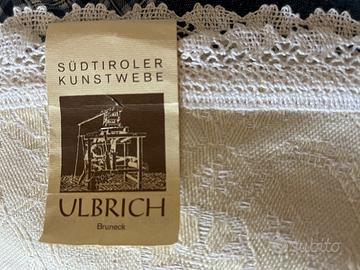 SÜDTIROLER
KUNSTWEBE
ULBRICH
Bruneck
subito